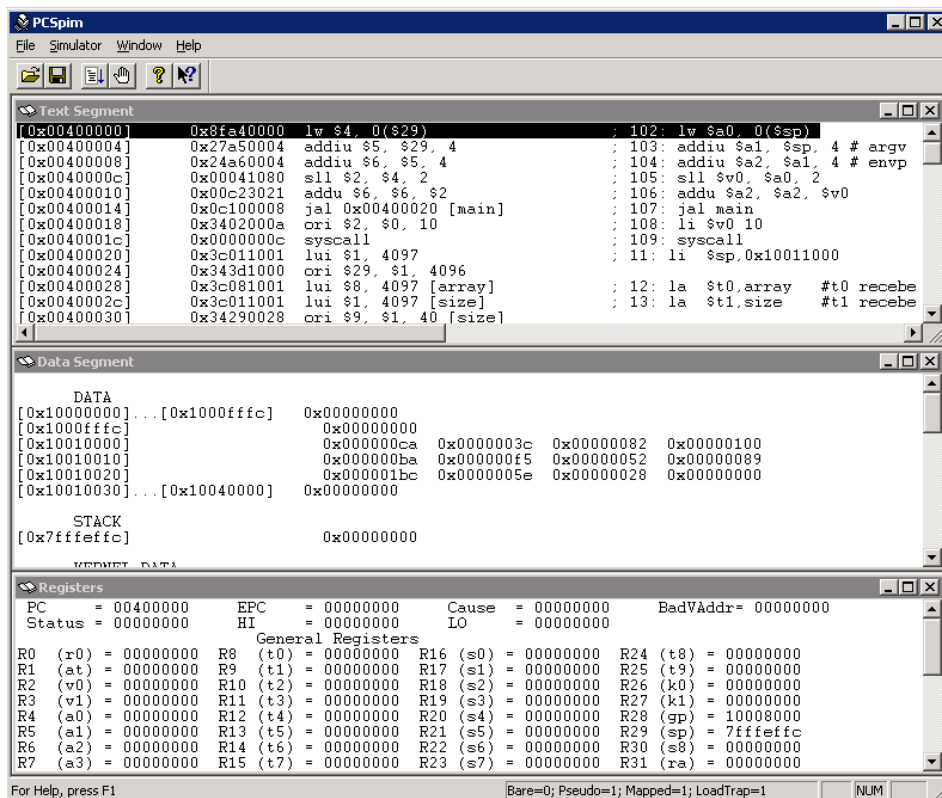 PCSpim
File Simulator Window Help
Text Segment
[0x00400000] 0x8fa40000 lw $4, 0($29) ; 102: lw $a0, 0($sp)
[0x00400004] 0x27a50004 addiu $5, $29, 4 ; 103: addiu $a1, $sp, 4 # argv
[0x00400008] 0x24a60004 addiu $6, $5, 4 ; 104: addiu $a2, $a1, 4 # envp
[0x0040000c] 0x00041080 sll $2, $4, 2 ; 105: sll $v0, $a0, 2
[0x00400010] 0x00c23021 addu $6, $6, $2 ; 106: addu $a2, $a2, $v0
[0x00400014] 0x0c100008 jal 0x00400020 [main] ; 107: jal main
[0x00400018] 0x3402000a ori $2, $0, 10 ; 108: li $v0 10
[0x0040001c] 0x0000000c syscall ; 109: syscall
[0x00400020] 0x3c011001 lui $1, 4097 ; 11: li $sp,0x10011000
[0x00400024] 0x343d1000 ori $29, $1, 4096
[0x00400028] 0x3c081001 lui $8, 4097 [array] ; 12: la $t0,array #t0 recebe
[0x0040002c] 0x3c011001 lui $1, 4097 [size] ; 13: la $t1,size #t1 recebe
[0x00400030] 0x34290028 ori $9, $1, 40 [size]
Data Segment
DATA
[0x10000000]...[0x1000fffc] 0x00000000
[0x1000fffc] 0x00000000
[0x10010000] 0x000000ca 0x0000003c 0x00000082 0x00000100
[0x10010010] 0x000000ba 0x000000f5 0x00000052 0x00000089
[0x10010020] 0x000001bc 0x0000005e 0x00000028 0x00000000
[0x10010030]...[0x10040000] 0x00000000
STACK
[0x7fffeffc] 0x00000000
KERNEL DATA
Registers
PC = 00400000 EPC = 00000000 Cause = 00000000 BadVAddr= 00000000
Status = 00000000 HI = 00000000 LO = 00000000
General Registers
R0 (r0) = 00000000 R8 (t0) = 00000000 R16 (s0) = 00000000 R24 (t8) = 00000000
R1 (at) = 00000000 R9 (t1) = 00000000 R17 (s1) = 00000000 R25 (t9) = 00000000
R2 (v0) = 00000000 R10 (t2) = 00000000 R18 (s2) = 00000000 R26 (k0) = 00000000
R3 (v1) = 00000000 R11 (t3) = 00000000 R19 (s3) = 00000000 R27 (k1) = 00000000
R4 (a0) = 00000000 R12 (t4) = 00000000 R20 (s4) = 00000000 R28 (gp) = 10008000
R5 (a1) = 00000000 R13 (t5) = 00000000 R21 (s5) = 00000000 R29 (sp) = 7fffeffc
R6 (a2) = 00000000 R14 (t6) = 00000000 R22 (s6) = 00000000 R30 (s8) = 00000000
R7 (a3) = 00000000 R15 (t7) = 00000000 R23 (s7) = 00000000 R31 (ra) = 00000000
For Help, press F1 Bare=0; Pseudo=1; Mapped=1; LoadTrap=1 NUM